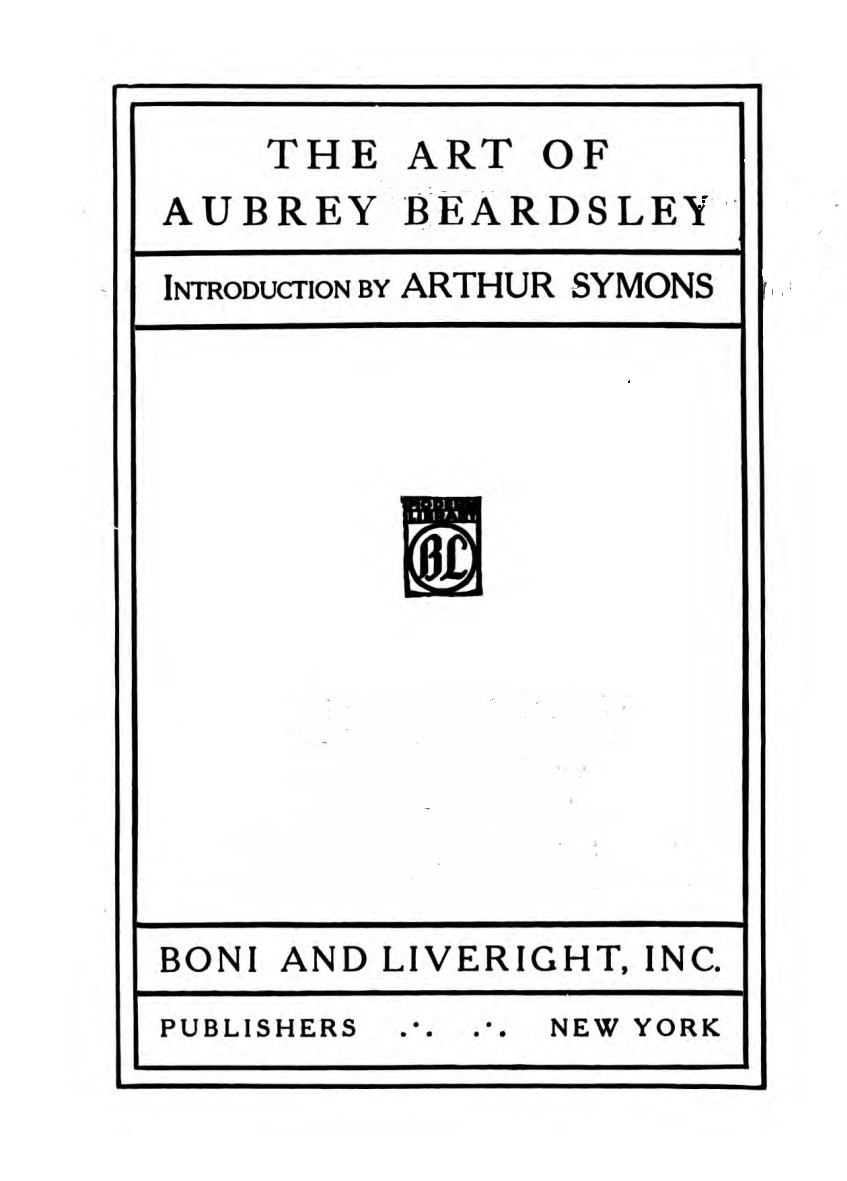 THE ART OF
AUBREY BEARDSLEY
INTRODUCTION BY ARTHUR SYMONS
MODERN
LIBRARY
BL
BONI AND LIVERIGHT, INC.
PUBLISHERS .·. .·. NEW YORK